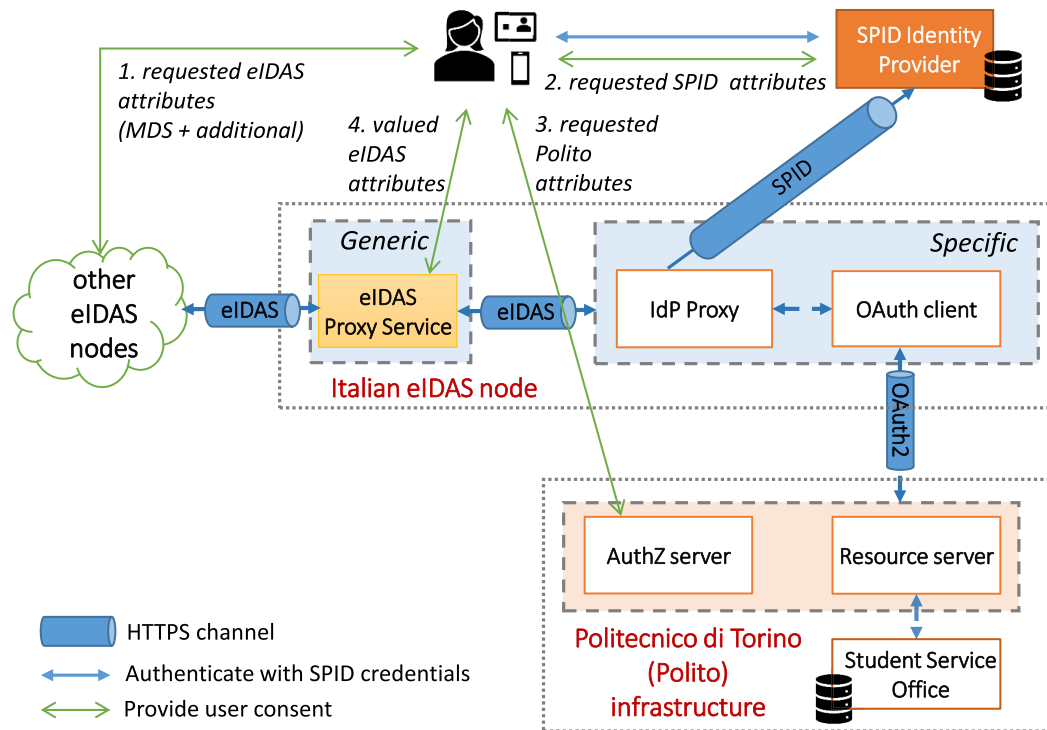 1. requested eIDAS
attributes
(MDS + additional)
2. requested SPID  attributes
SPID Identity
Provider
4. valued
eIDAS
attributes
3. requested
Polito
attributes
SPID
Generic
Specific
other
eIDAS
nodes
eIDAS
eIDAS
Proxy Service
eIDAS
IdP Proxy
OAuth client
Italian eIDAS node
OAuth2
AuthZ server
Resource server
Politecnico di Torino
(Polito)
infrastructure
Student Service
Office
HTTPS channel
Authenticate with SPID credentials
Provide user consent